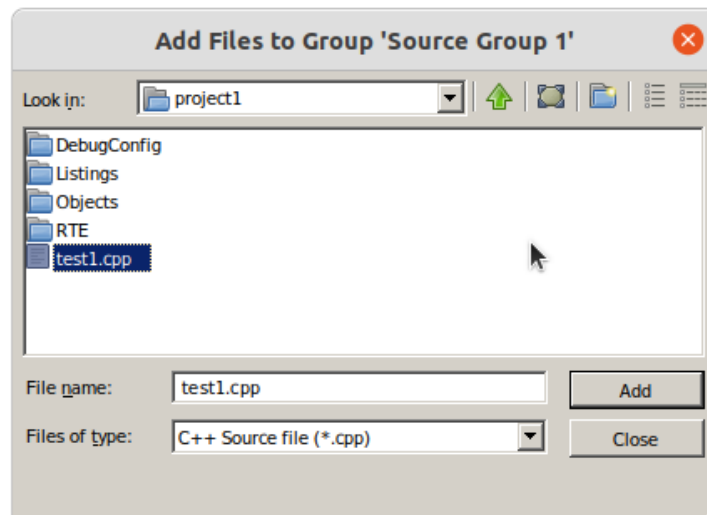 Add Files to Group 'Source Group 1'
Look in: project1
DebugConfig
Listings
Objects
RTE
test1.cpp
File name: test1.cpp Add
Files of type: C++ Source file (*.cpp) Close